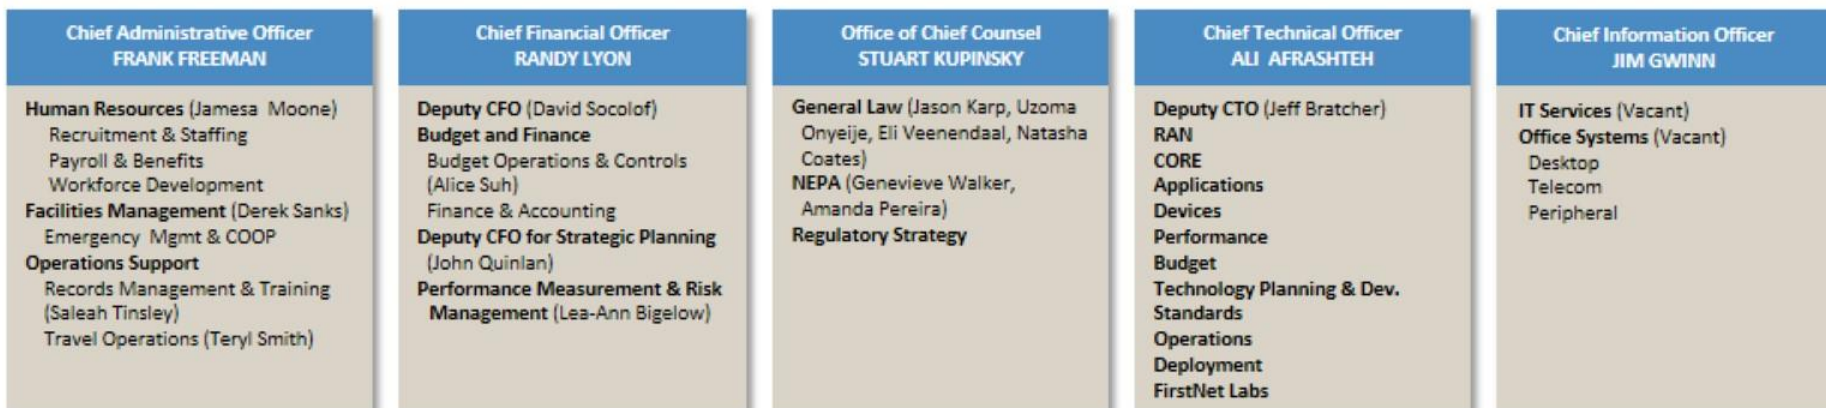 Chief Administrative Officer
FRANK FREEMAN
Human Resources (Jamesa Moone)
Recruitment & Staffing
Payroll & Benefits
Workforce Development
Facilities Management (Derek Sanks)
Emergency Mgmt & COOP
Operations Support
Records Management & Training
(Saleah Tinsley)
Travel Operations (Teryl Smith)
Chief Financial Officer
RANDY LYON
Deputy CFO (David Socolof)
Budget and Finance
Budget Operations & Controls
(Alice Suh)
Finance & Accounting
Deputy CFO for Strategic Planning
(John Quinlan)
Performance Measurement & Risk
Management (Lea-Ann Bigelow)
Office of Chief Counsel
STUART KUPINSKY
General Law (Jason Karp, Uzoma
Onyeije, Eli Veenendaal, Natasha
Coates)
NEPA (Genevieve Walker,
Amanda Pereira)
Regulatory Strategy
Chief Technical Officer
ALI AFRASHTEH
Deputy CTO (Jeff Bratcher)
RAN
CORE
Applications
Devices
Performance
Budget
Technology Planning & Dev.
Standards
Operations
Deployment
FirstNet Labs
Chief Information Officer
JIM GWINN
IT Services (Vacant)
Office Systems (Vacant)
Desktop
Telecom
Peripheral